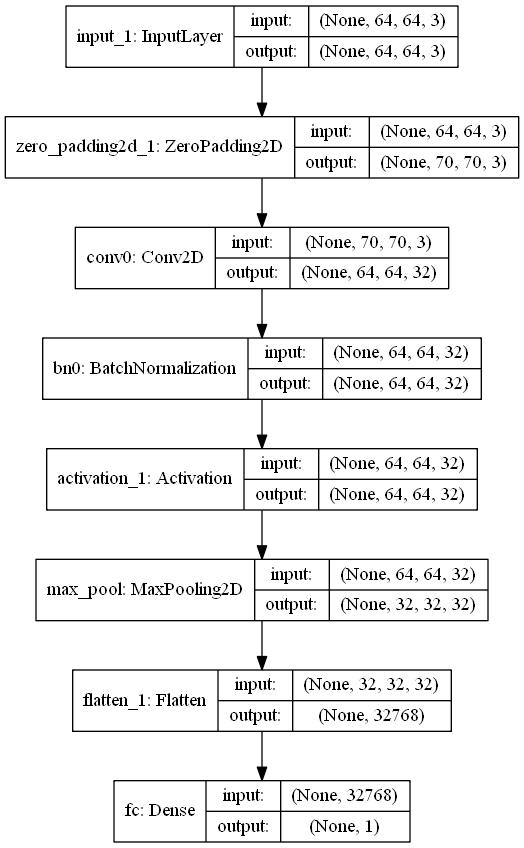 input_1: InputLayer
input: (None, 64, 64, 3)
output: (None, 64, 64, 3)
zero_padding2d_1: ZeroPadding2D
input: (None, 64, 64, 3)
output: (None, 70, 70, 3)
conv0: Conv2D
input: (None, 70, 70, 3)
output: (None, 64, 64, 32)
bn0: BatchNormalization
input: (None, 64, 64, 32)
output: (None, 64, 64, 32)
activation_1: Activation
input: (None, 64, 64, 32)
output: (None, 64, 64, 32)
max_pool: MaxPooling2D
input: (None, 64, 64, 32)
output: (None, 32, 32, 32)
flatten_1: Flatten
input: (None, 32, 32, 32)
output: (None, 32768)
fc: Dense
input: (None, 32768)
output: (None, 1)